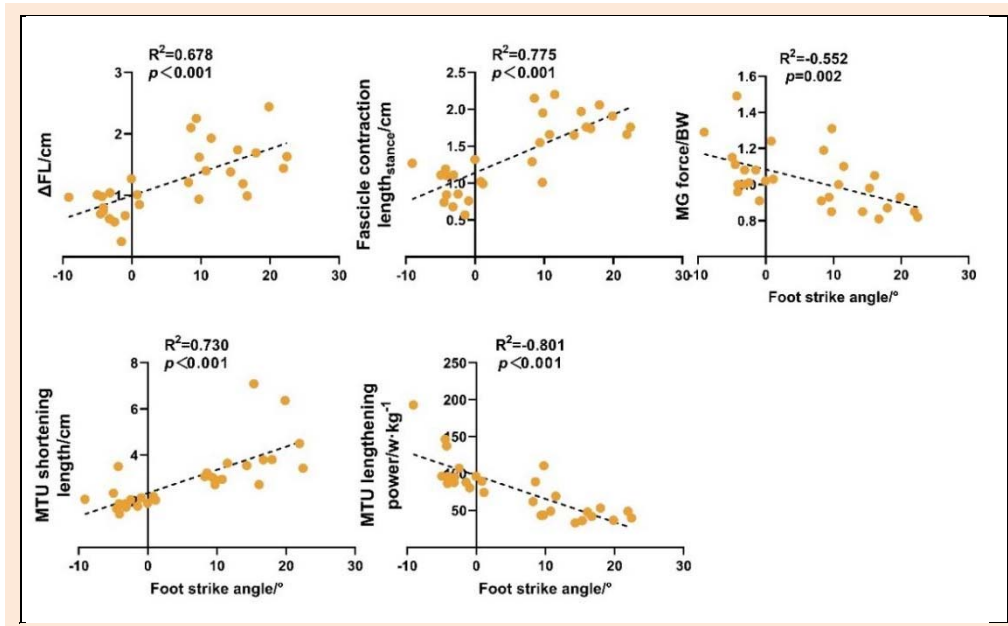 R²=0.678
p<0.001
ΔFL/cm
3
2
1
-10 0 10 20 30
R²=0.775
p<0.001
Fascicle contraction
length_stance/cm
2.5
2.0
1.5
1.0
0.5
-10 0 10 20 30
R²=-0.552
p=0.002
MG force/BW
1.6
1.4
1.2
1.0
0.8
-10 0 10 20 30
Foot strike angle/°
R²=0.730
p<0.001
MTU shortening
length/cm
8
6
4
-10 0 10 20 30
Foot strike angle/°
R²=-0.801
p<0.001
MTU lengthening
power/w·kg⁻¹
250
200
150
100
50
-10 0 10 20 30
Foot strike angle/°